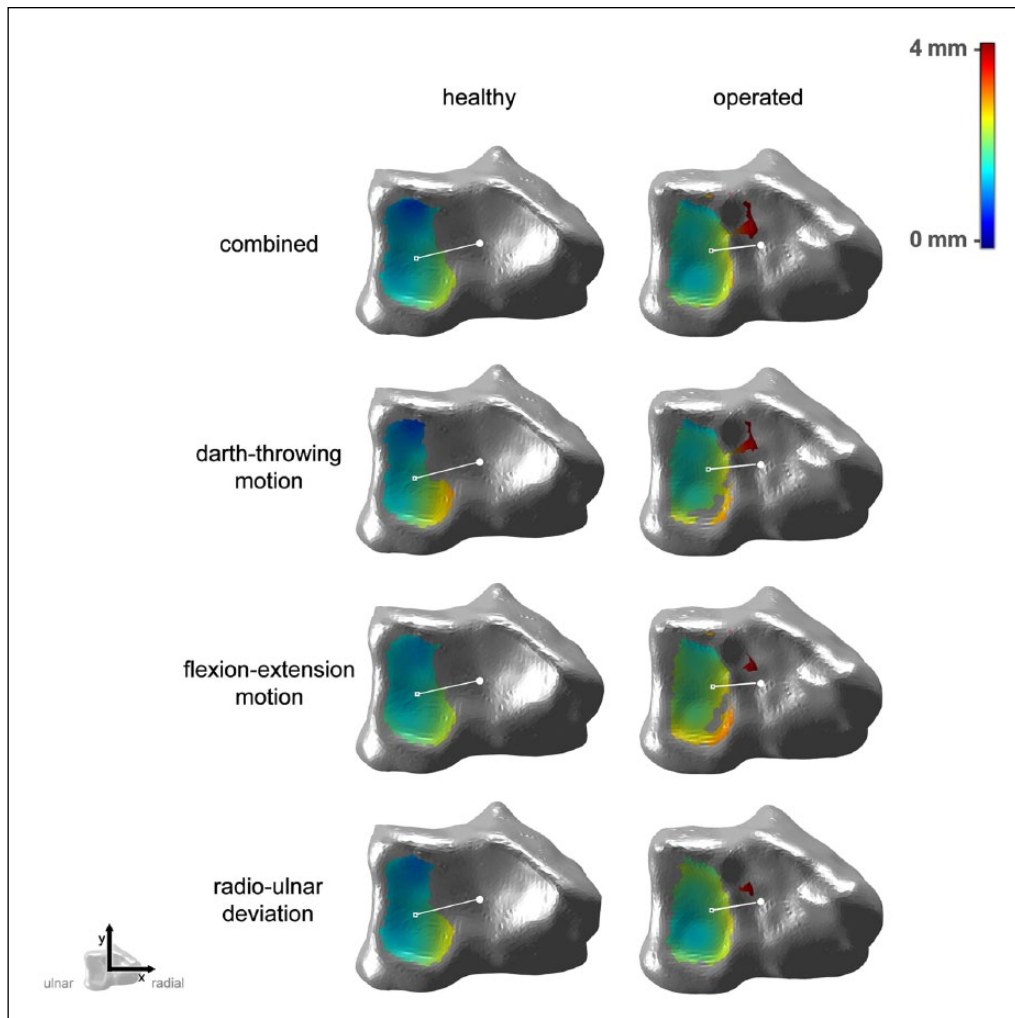 4 mm
healthy
operated
0 mm
combined
darth-throwing
motion
flexion-extension
motion
radio-ulnar
deviation
y
x
ulnar
radial